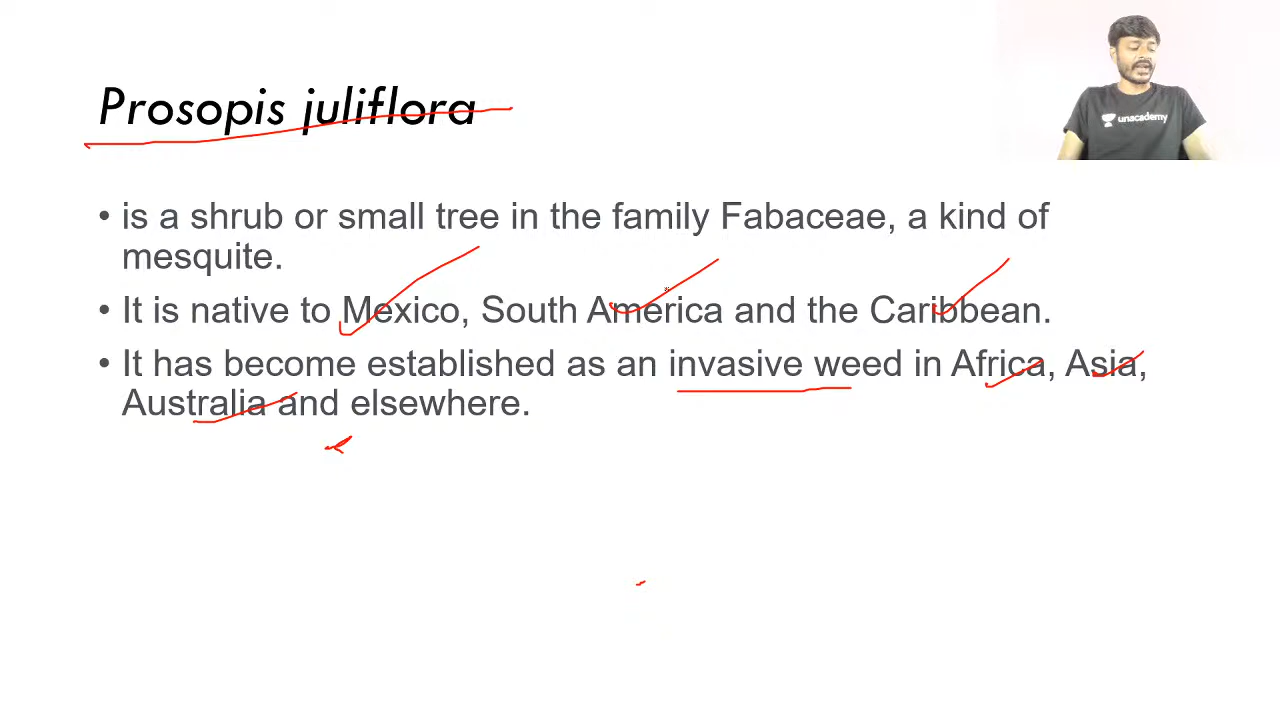 Prosopis juliflora
unacademy
• is a shrub or small tree in the family Fabaceae, a kind of
mesquite.
• It is native to Mexico, South America and the Caribbean.
• It has become established as an invasive weed in Africa, Asia,
Australia and elsewhere.